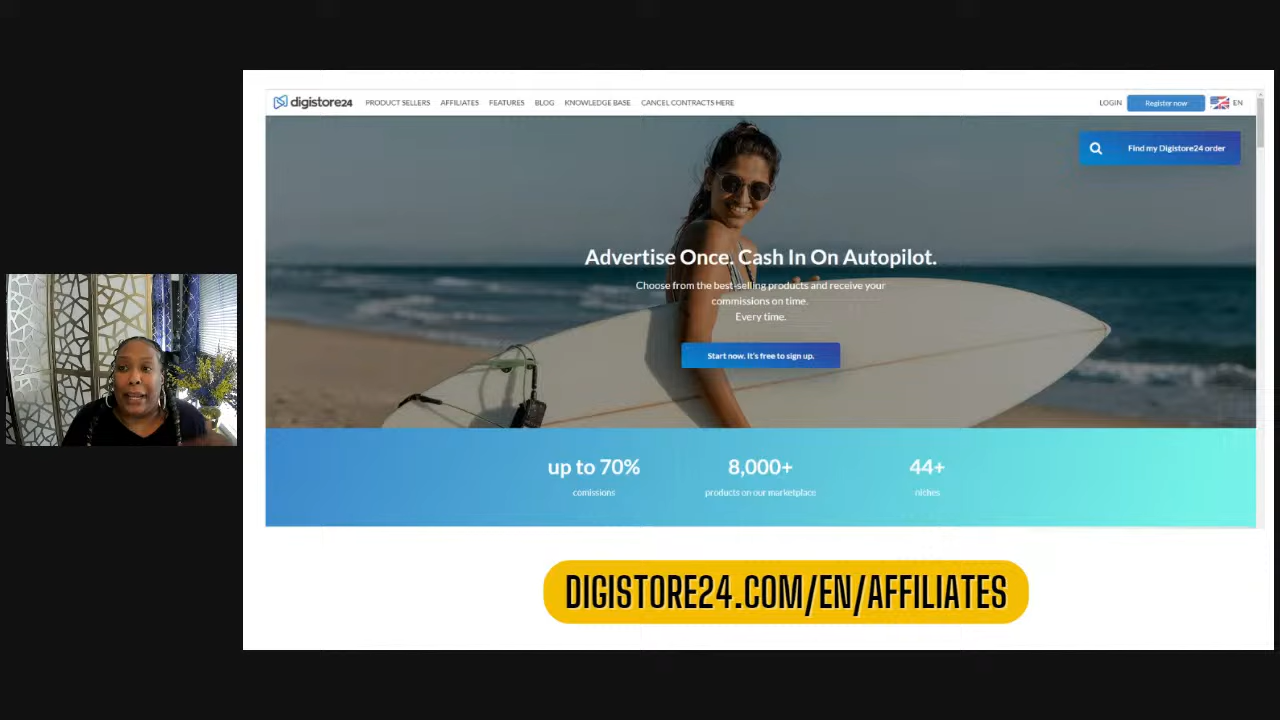 digistore24 PRODUCT SELLERS AFFILIATES FEATURES BLOG KNOWLEDGE BASE CANCEL CONTRACTS HERE LOGIN Register now EN
Find my Digistore24 order
Advertise Once. Cash In On Autopilot.
Choose from the best-selling products and receive your
commissions on time.
Every time.
Start now. It's free to sign up.
up to 70% 8,000+ 44+
comissions products on our marketplace niches
DIGISTORE24.COM/EN/AFFILIATES